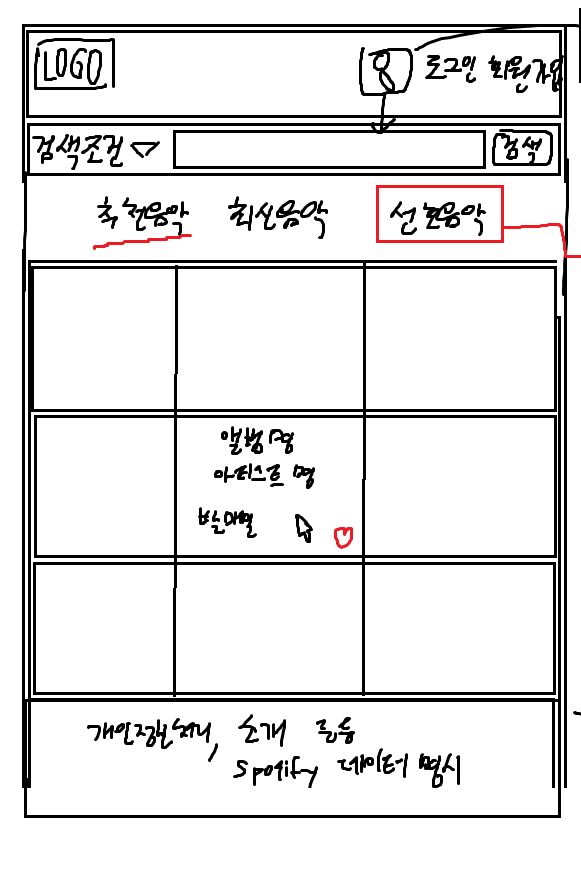 LOGO 로그인 회원가입
검색조건 검색
추천음악 최신음악 선호음악
앨범명
아티스트 명
발매일
개인정보처리, 소개 등등
Spotify 데이터 명시